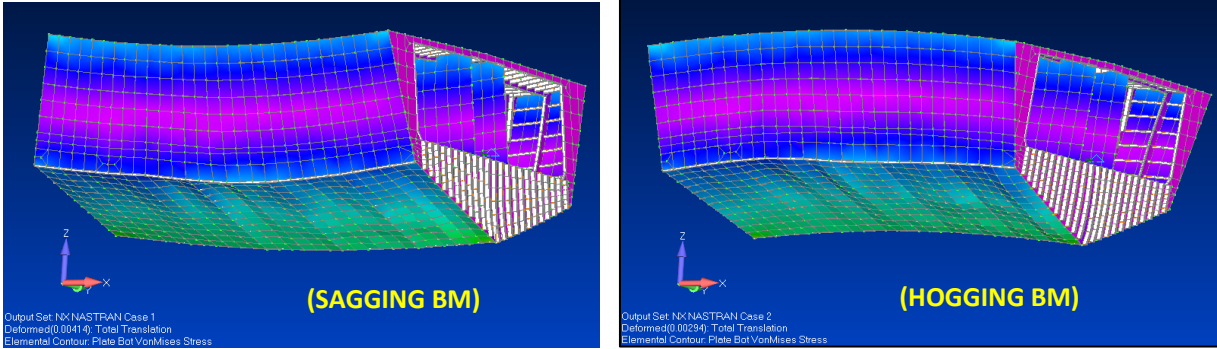 Z
X
Y
(SAGGING BM)
Output Set: NX NASTRAN Case 1
Deformed(0.00414): Total Translation
Elemental Contour: Plate Bot VonMises Stress
Z
X
Y
(HOGGING BM)
Output Set: NX NASTRAN Case 2
Deformed(0.00294): Total Translation
Elemental Contour: Plate Bot VonMises Stress